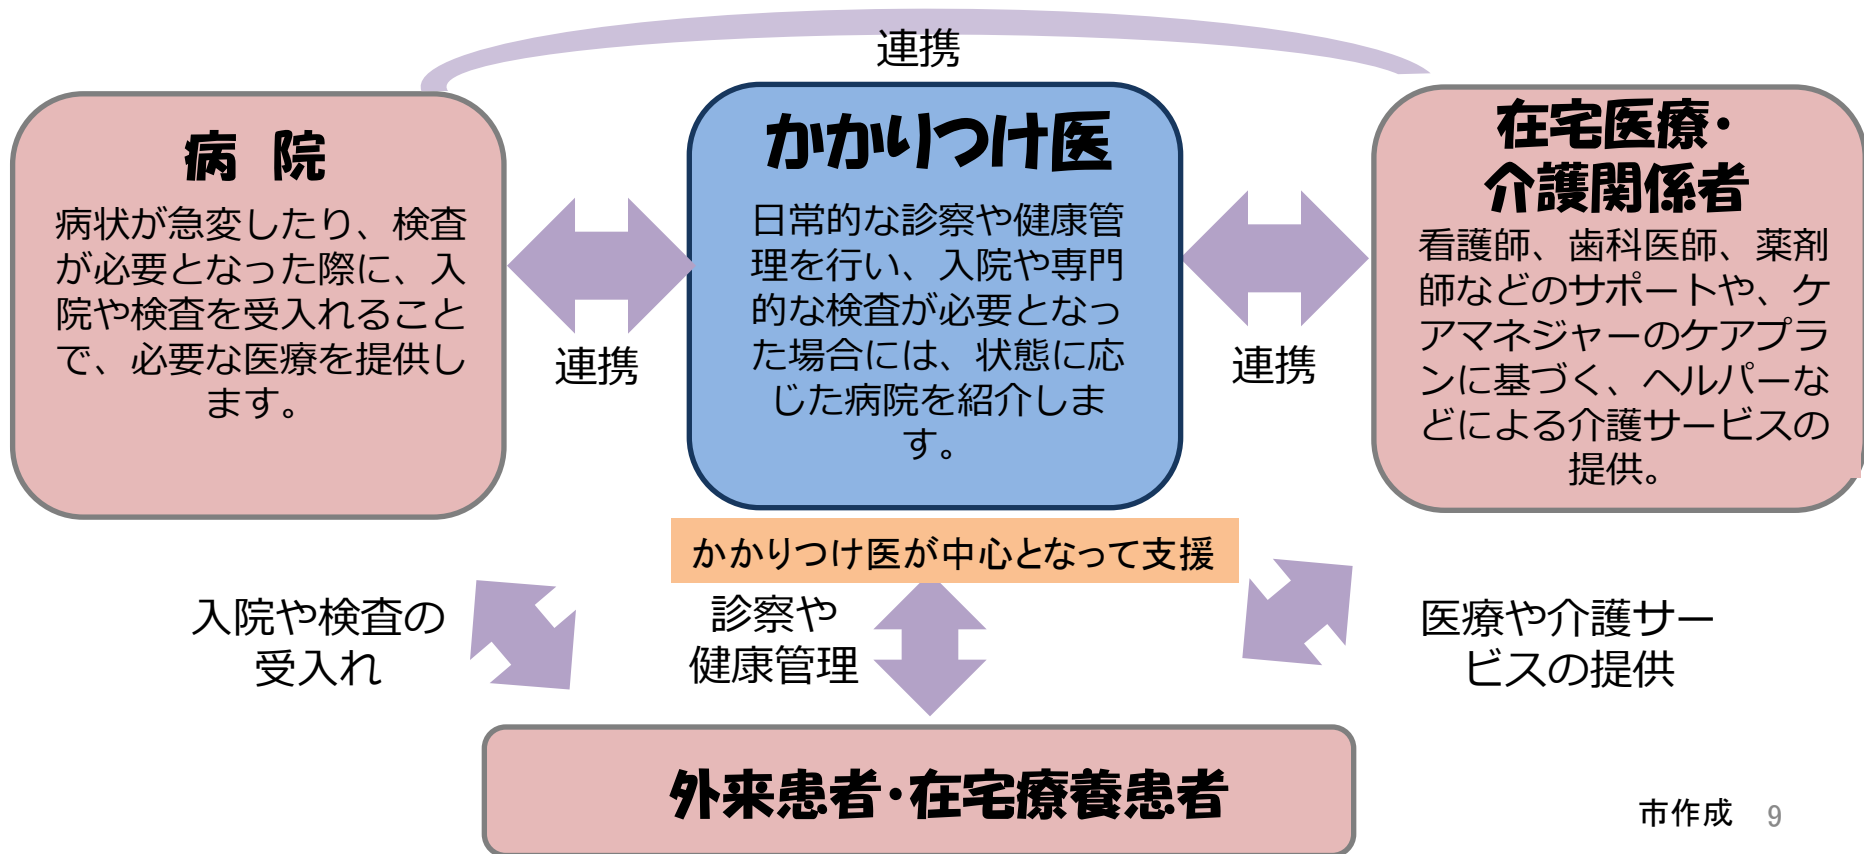 連携
病 院
病状が急変したり、検査
が必要となった際に、入
院や検査を受入れること
で、必要な医療を提供し
ます。
連携
かかりつけ医
日常的な診察や健康管
理を行い、入院や専門
的な検査が必要となっ
た場合には、状態に応
じた病院を紹介しま
す。
連携
在宅医療・
介護関係者
看護師、歯科医師、薬剤
師などのサポートや、ケ
アマネジャーのケアプラ
ンに基づく、ヘルパーな
どによる介護サービスの
提供。
かかりつけ医が中心となって支援
入院や検査の
受入れ
診察や
健康管理
医療や介護サー
ビスの提供
外来患者・在宅療養患者
市作成 9